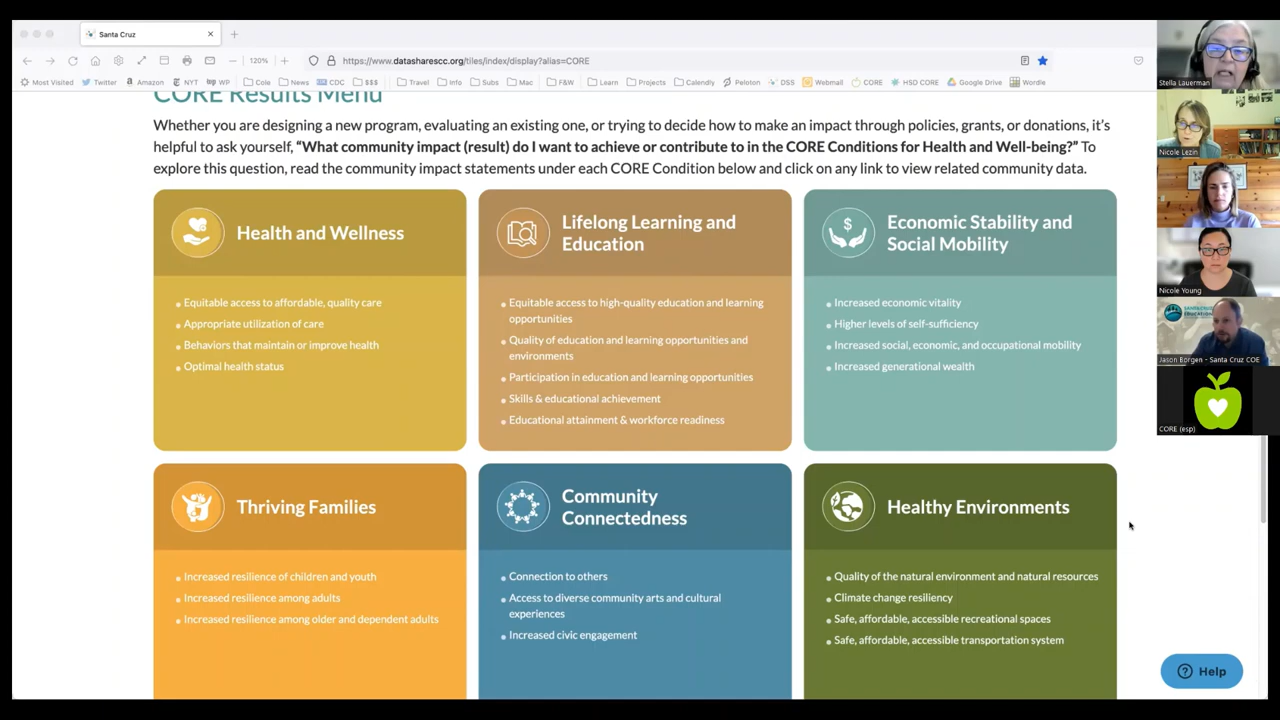 Santa Cruz
120%
https://www.datasharescc.org/tiles/index/display?alias=CORE
Most Visited Twitter Amazon NYT WP Cole News CDC $$$ Travel Info Subs Mac F&W Learn Projects Calendly Peloton DSS Webmail CORE HSD CORE Google Drive Wordle
CORE Results Menu
Whether you are designing a new program, evaluating an existing one, or trying to decide how to make an impact through policies, grants, or donations, it's
helpful to ask yourself, “What community impact (result) do I want to achieve or contribute to in the CORE Conditions for Health and Well-being?” To
explore this question, read the community impact statements under each CORE Condition below and click on any link to view related community data.
Health and Wellness
Equitable access to affordable, quality care
Appropriate utilization of care
Behaviors that maintain or improve health
Optimal health status
Lifelong Learning and
Education
Equitable access to high-quality education and learning
opportunities
Quality of education and learning opportunities and
environments
Participation in education and learning opportunities
Skills & educational achievement
Educational attainment & workforce readiness
$
Economic Stability and
Social Mobility
Increased economic vitality
Higher levels of self-sufficiency
Increased social, economic, and occupational mobility
Increased generational wealth
Thriving Families
Increased resilience of children and youth
Increased resilience among adults
Increased resilience among older and dependent adults
Community
Connectedness
Connection to others
Access to diverse community arts and cultural
experiences
Increased civic engagement
Healthy Environments
Quality of the natural environment and natural resources
Climate change resiliency
Safe, affordable, accessible recreational spaces
Safe, affordable, accessible transportation system
Help
Stella Lauerman
Nicole Lezin
Nicole Young
SANTA CRUZ
EDUCATION
Jason Borgen - Santa Cruz COE
CORE (esp)